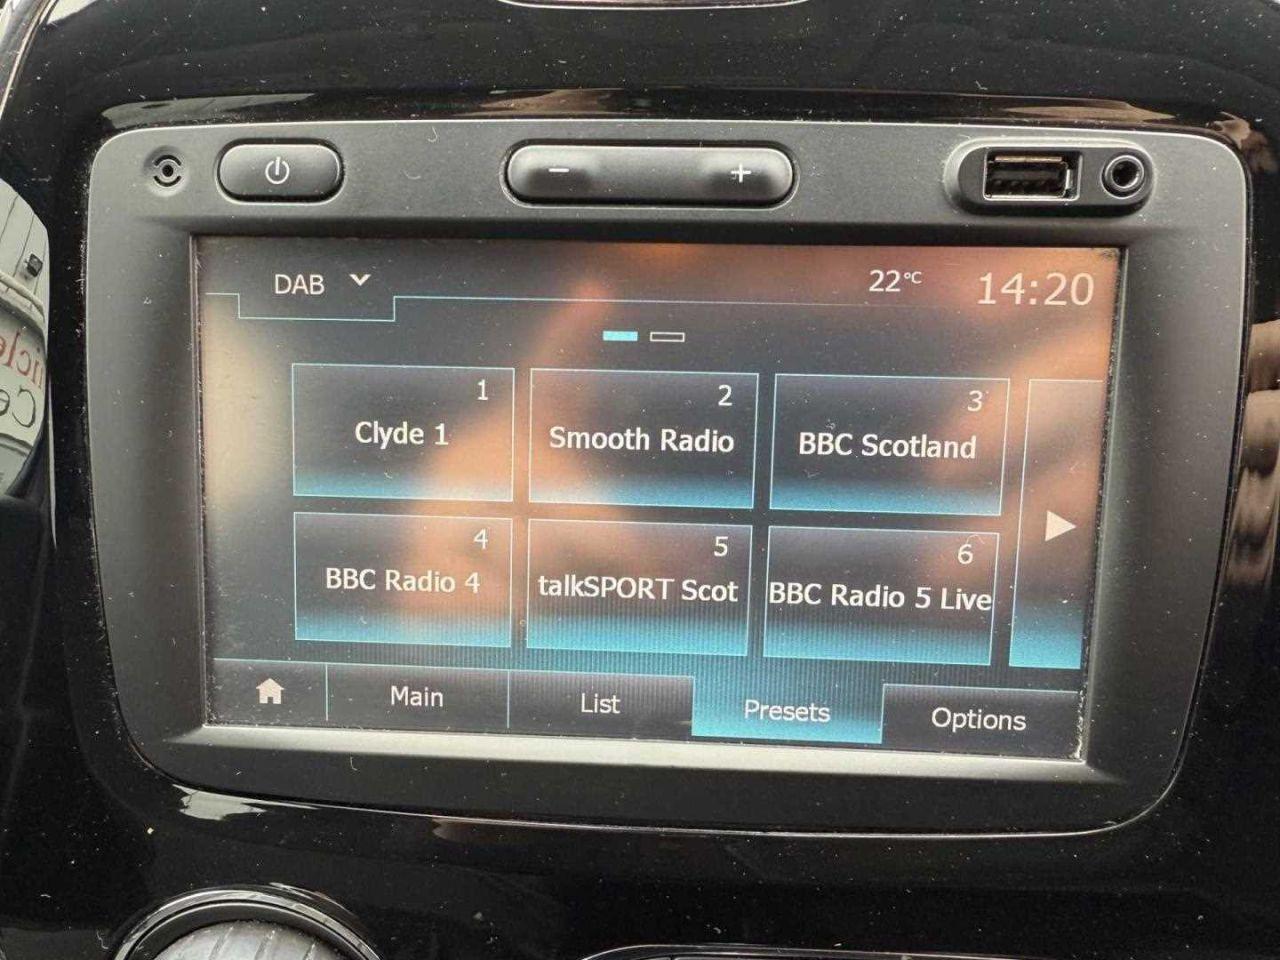 DAB
22°C
14:20
1
Clyde 1
2
Smooth Radio
3
BBC Scotland
4
BBC Radio 4
5
talkSPORT Scot
6
BBC Radio 5 Live
Main
List
Presets
Options